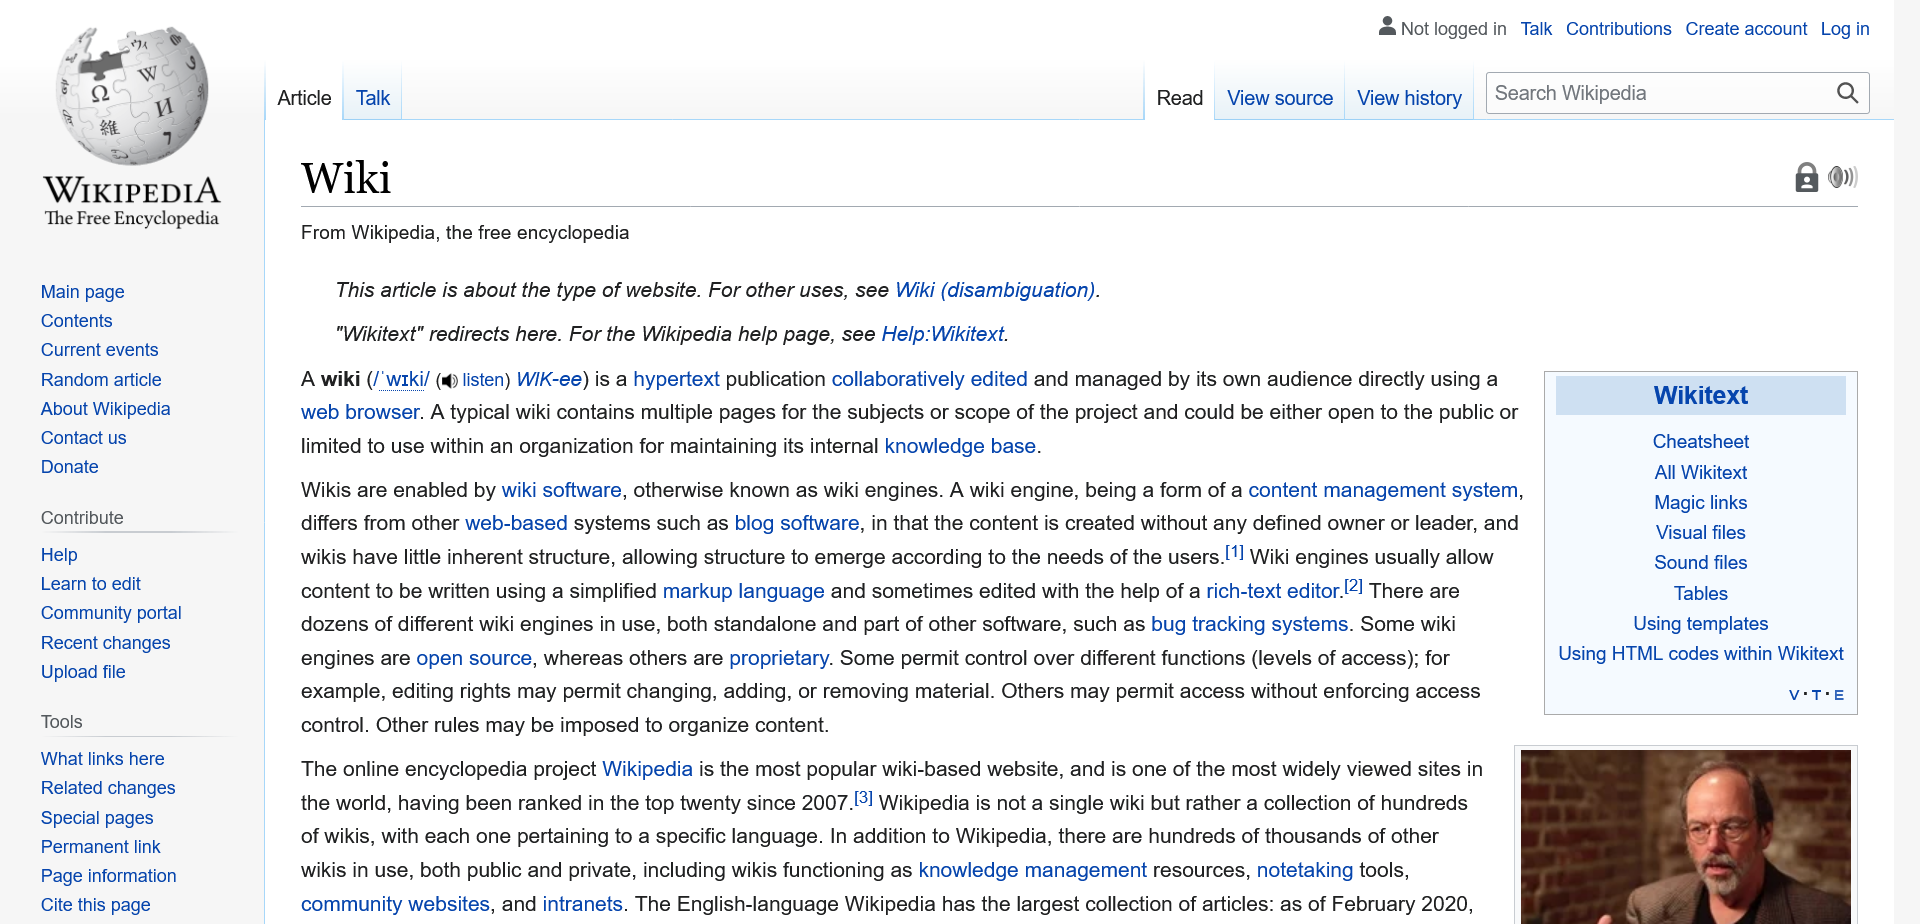 Not logged in Talk Contributions Create account Log in
Article Talk Read View source View history Search Wikipedia
WIKIPEDIA
The Free Encyclopedia
Main page
Contents
Current events
Random article
About Wikipedia
Contact us
Donate
Contribute
Help
Learn to edit
Community portal
Recent changes
Upload file
Tools
What links here
Related changes
Special pages
Permanent link
Page information
Cite this page
Wiki
From Wikipedia, the free encyclopedia
This article is about the type of website. For other uses, see Wiki (disambiguation).
"Wikitext" redirects here. For the Wikipedia help page, see Help:Wikitext.
A wiki (/ˈwɪki/ (listen) WIK-ee) is a hypertext publication collaboratively edited and managed by its own audience directly using a
web browser. A typical wiki contains multiple pages for the subjects or scope of the project and could be either open to the public or
limited to use within an organization for maintaining its internal knowledge base.
Wikis are enabled by wiki software, otherwise known as wiki engines. A wiki engine, being a form of a content management system,
differs from other web-based systems such as blog software, in that the content is created without any defined owner or leader, and
wikis have little inherent structure, allowing structure to emerge according to the needs of the users.[1] Wiki engines usually allow
content to be written using a simplified markup language and sometimes edited with the help of a rich-text editor.[2] There are
dozens of different wiki engines in use, both standalone and part of other software, such as bug tracking systems. Some wiki
engines are open source, whereas others are proprietary. Some permit control over different functions (levels of access); for
example, editing rights may permit changing, adding, or removing material. Others may permit access without enforcing access
control. Other rules may be imposed to organize content.
The online encyclopedia project Wikipedia is the most popular wiki-based website, and is one of the most widely viewed sites in
the world, having been ranked in the top twenty since 2007.[3] Wikipedia is not a single wiki but rather a collection of hundreds
of wikis, with each one pertaining to a specific language. In addition to Wikipedia, there are hundreds of thousands of other
wikis in use, both public and private, including wikis functioning as knowledge management resources, notetaking tools,
community websites, and intranets. The English-language Wikipedia has the largest collection of articles: as of February 2020,
Wikitext
Cheatsheet
All Wikitext
Magic links
Visual files
Sound files
Tables
Using templates
Using HTML codes within Wikitext
V · T · E